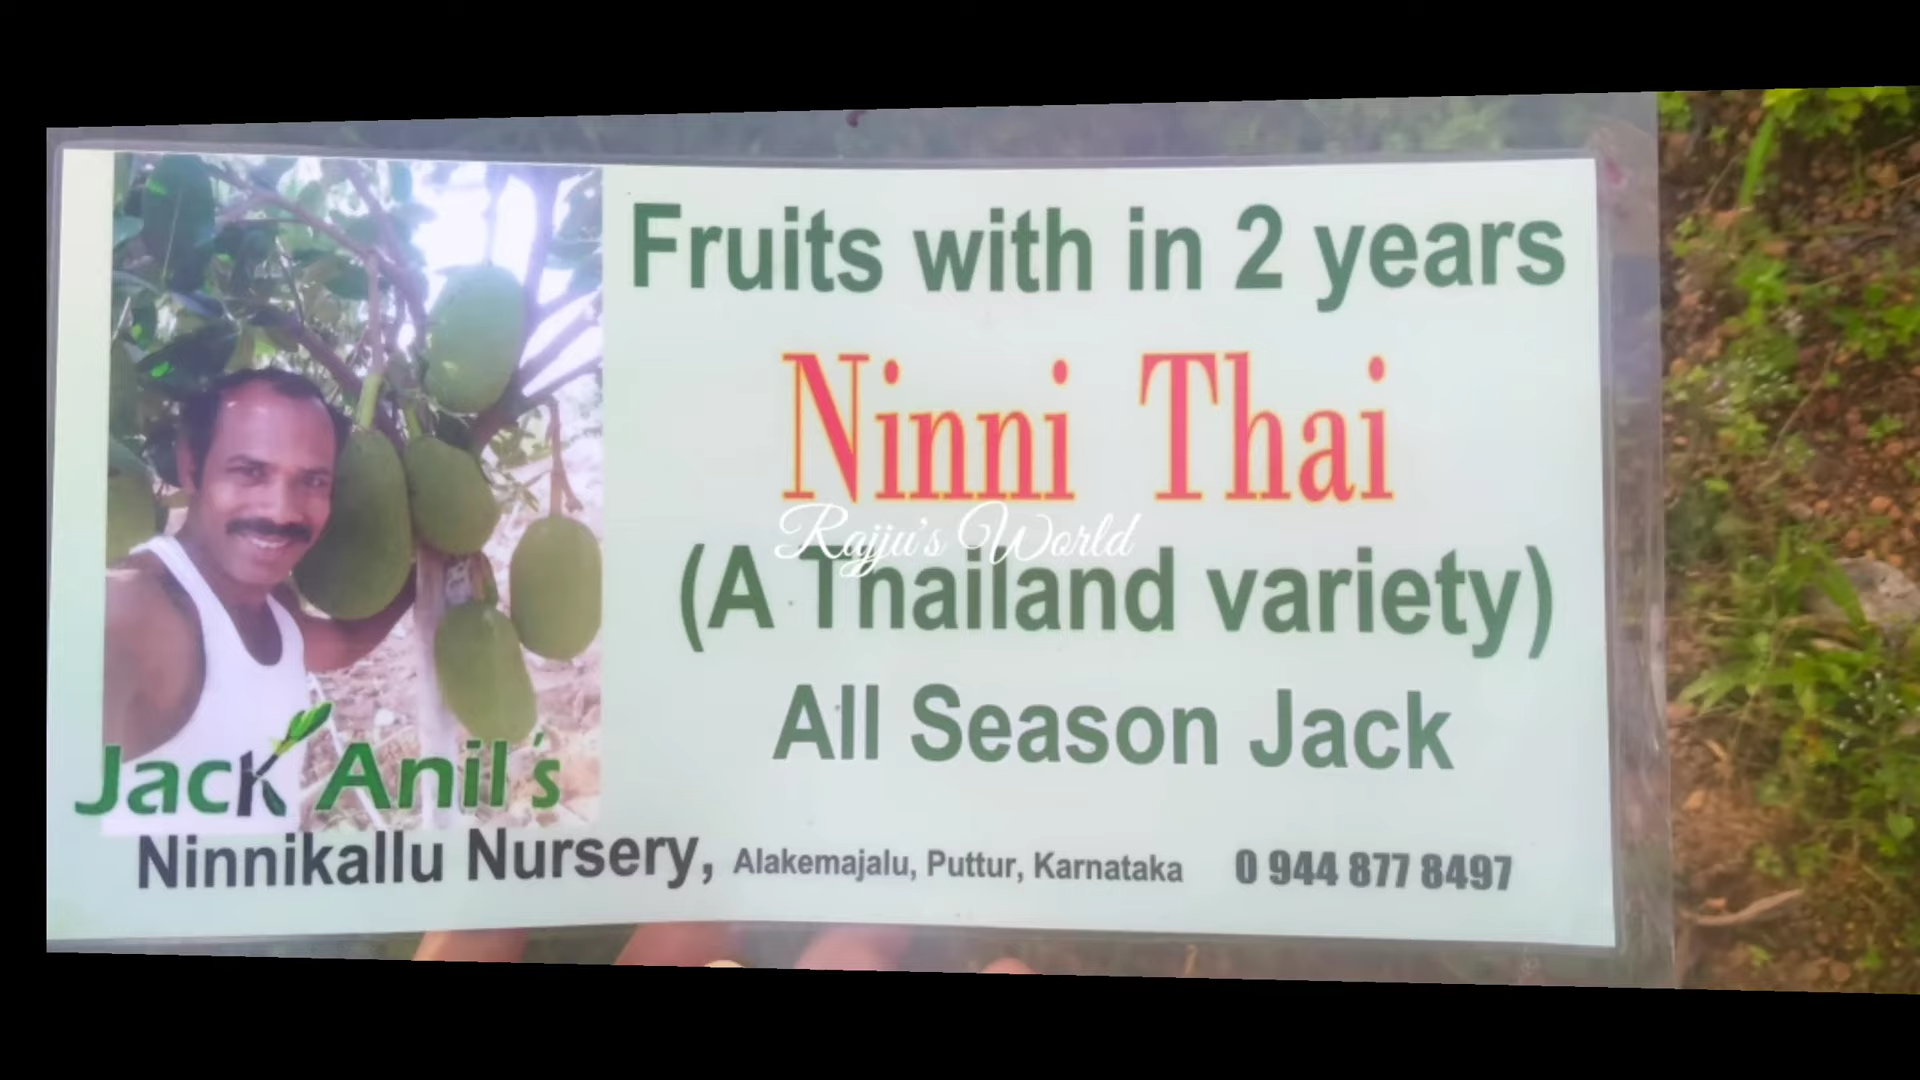 Fruits with in 2 years
Ninni Thai
Rajju's World
(A Thailand variety)
All Season Jack
Jack Anil's
Ninnikallu Nursery, Alakemajalu, Puttur, Karnataka 0 944 877 8497